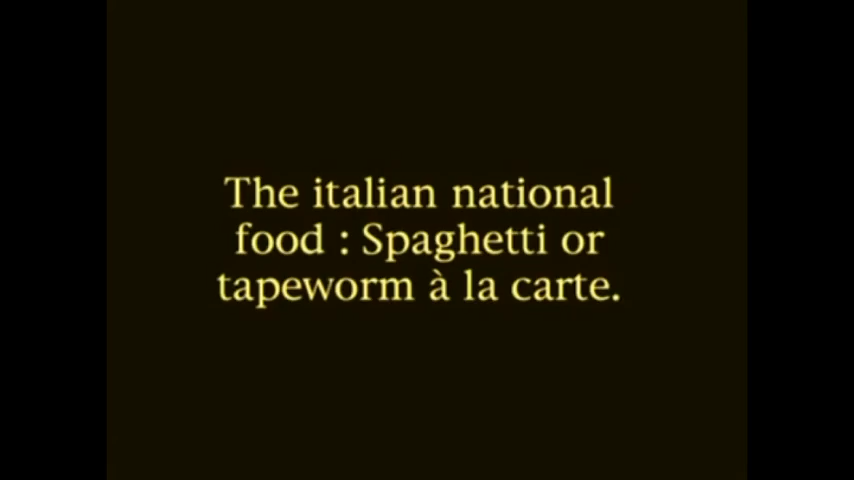 The italian national
food : Spaghetti or
tapeworm à la carte.